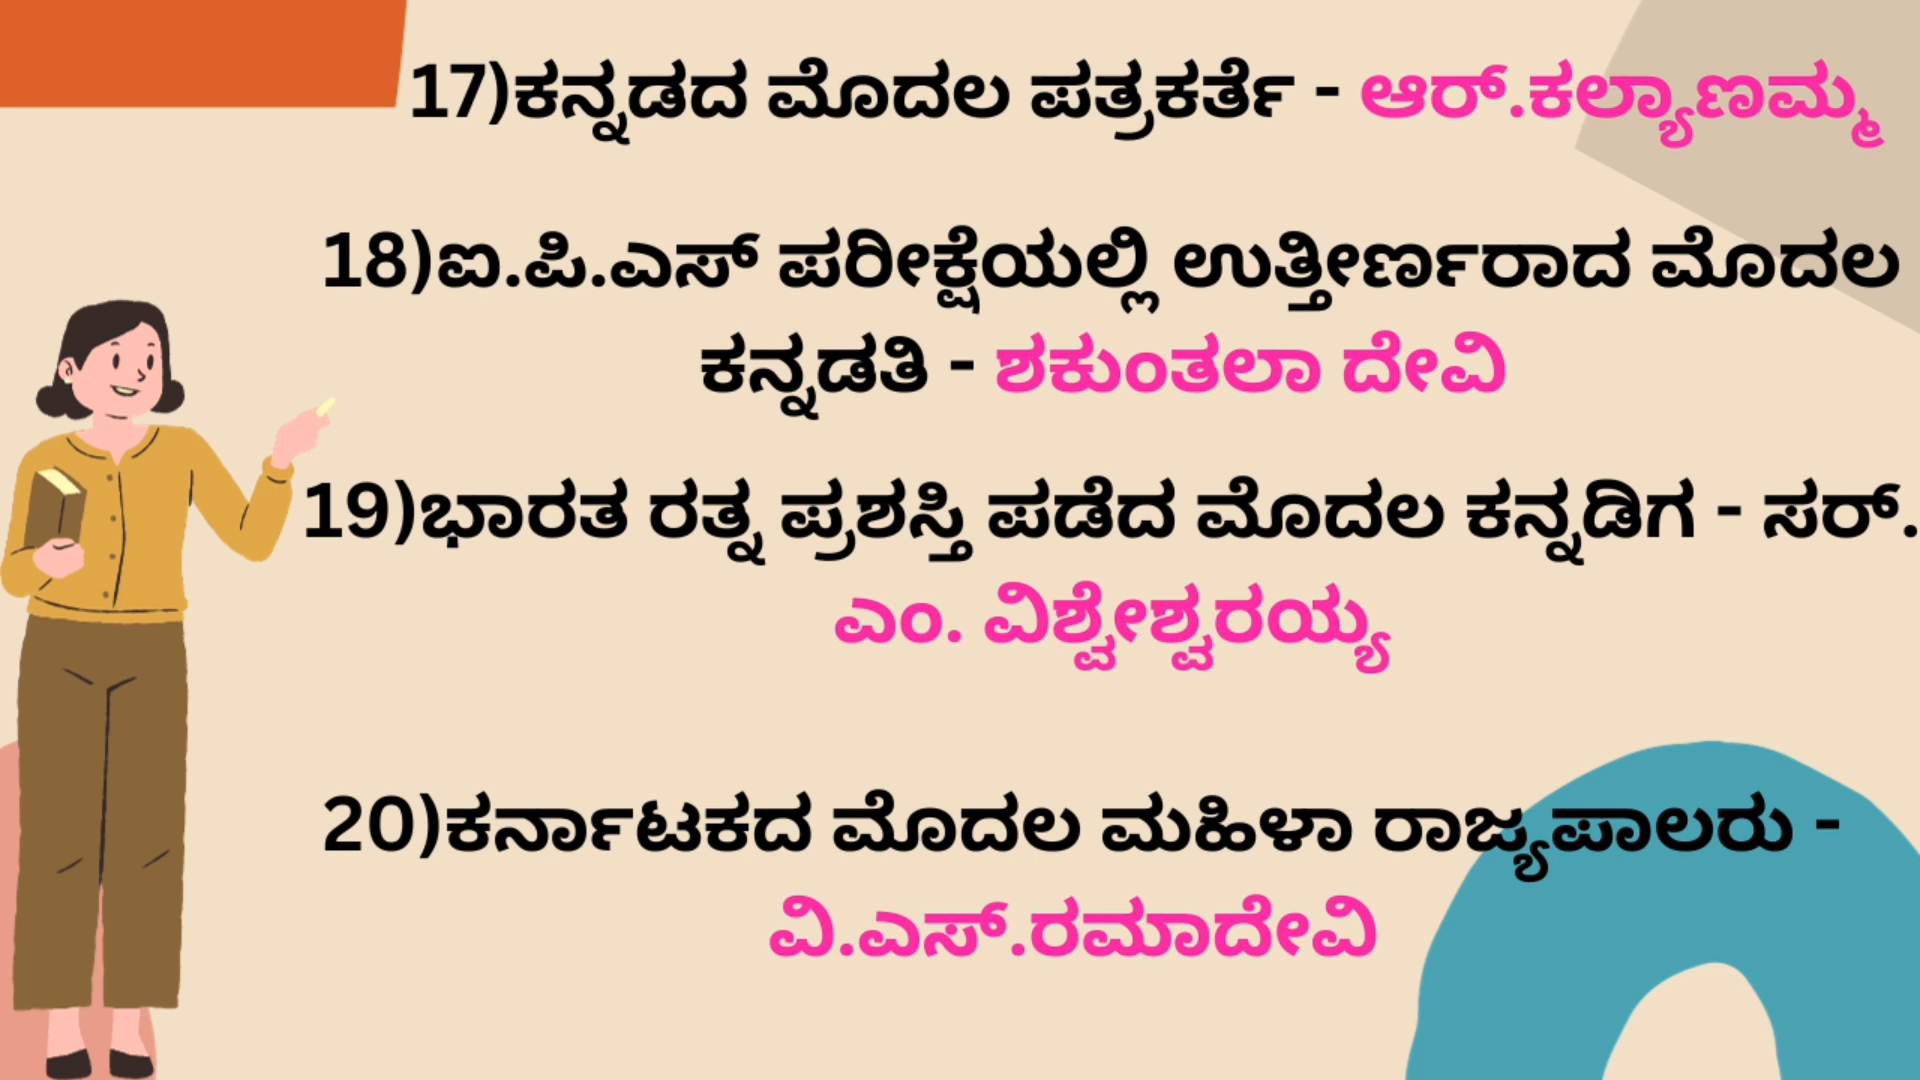 17)ಕನ್ನಡದ ಮೊದಲ ಪತ್ರಕರ್ತೆ - ಆರ್.ಕಲ್ಯಾಣಮ್ಮ
18)ಐ.ಪಿ.ಎಸ್ ಪರೀಕ್ಷೆಯಲ್ಲಿ ಉತ್ತೀರ್ಣರಾದ ಮೊದಲ
ಕನ್ನಡತಿ - ಶಕುಂತಲಾ ದೇವಿ
19)ಭಾರತ ರತ್ನ ಪ್ರಶಸ್ತಿ ಪಡೆದ ಮೊದಲ ಕನ್ನಡಿಗ - ಸರ್.
ಎಂ. ವಿಶ್ವೇಶ್ವರಯ್ಯ
20)ಕರ್ನಾಟಕದ ಮೊದಲ ಮಹಿಳಾ ರಾಜ್ಯಪಾಲರು -
ವಿ.ಎಸ್.ರಮಾದೇವಿ